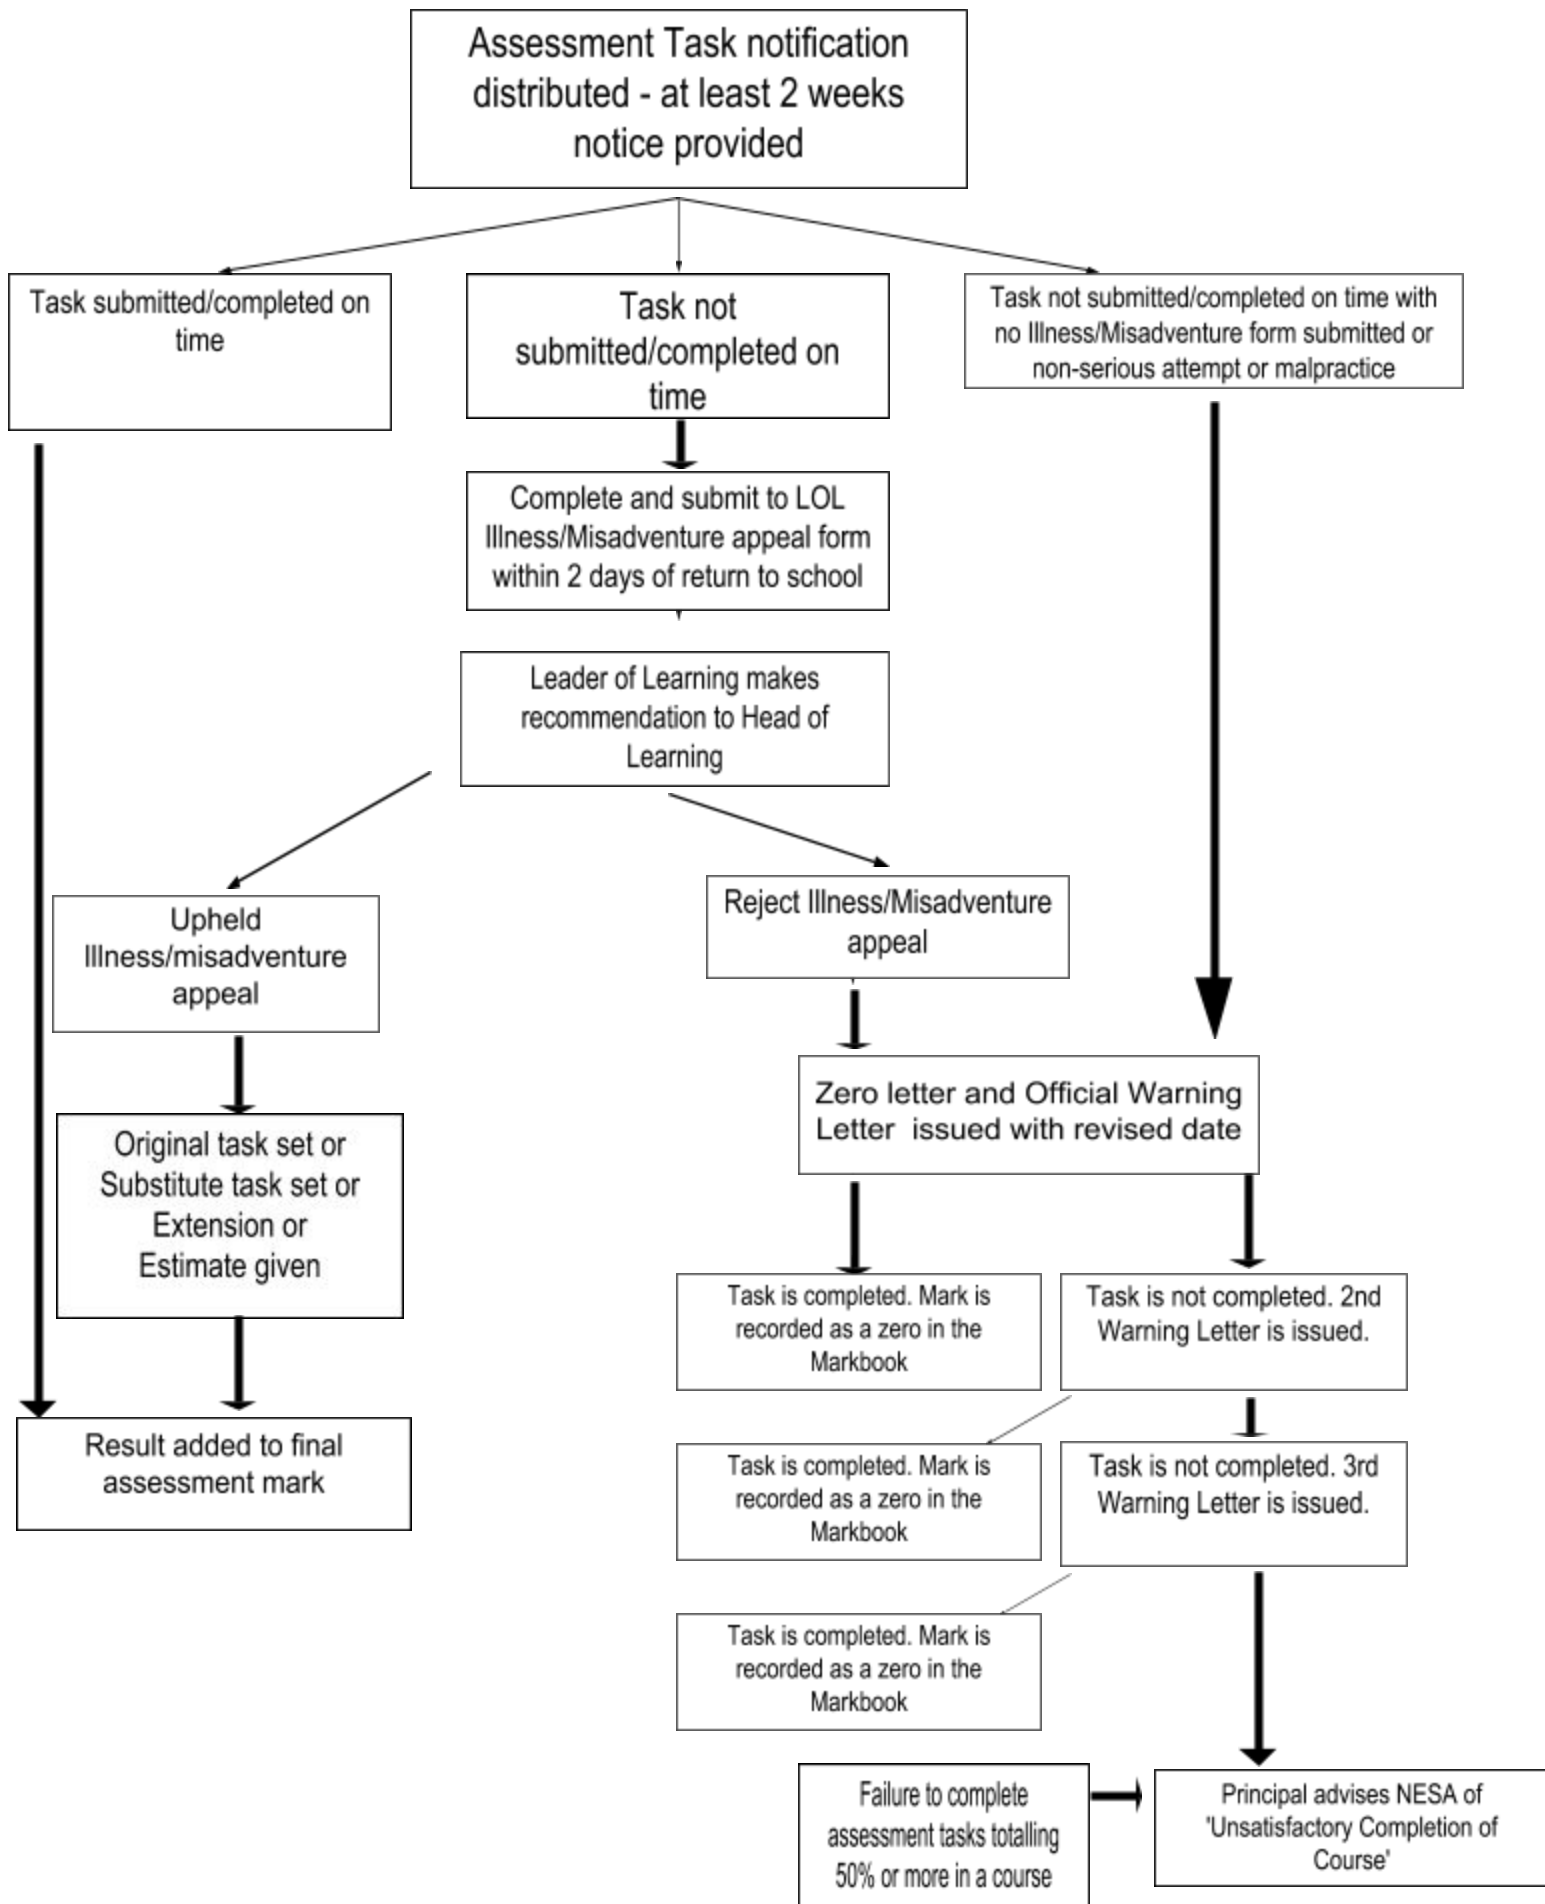 Assessment Task notification
distributed - at least 2 weeks
notice provided
Task submitted/completed on
time
Task not
submitted/completed on
time
Task not submitted/completed on time with
no Illness/Misadventure form submitted or
non-serious attempt or malpractice
Complete and submit to LOL
Illness/Misadventure appeal form
within 2 days of return to school
Leader of Learning makes
recommendation to Head of
Learning
Upheld
Illness/misadventure
appeal
Reject Illness/Misadventure
appeal
Original task set or
Substitute task set or
Extension or
Estimate given
Zero letter and Official Warning
Letter  issued with revised date
Task is completed. Mark is
recorded as a zero in the
Markbook
Task is not completed. 2nd
Warning Letter is issued.
Result added to final
assessment mark
Task is completed. Mark is
recorded as a zero in the
Markbook
Task is not completed. 3rd
Warning Letter is issued.
Task is completed. Mark is
recorded as a zero in the
Markbook
Failure to complete
assessment tasks totalling
50% or more in a course
Principal advises NESA of
'Unsatisfactory Completion of
Course'